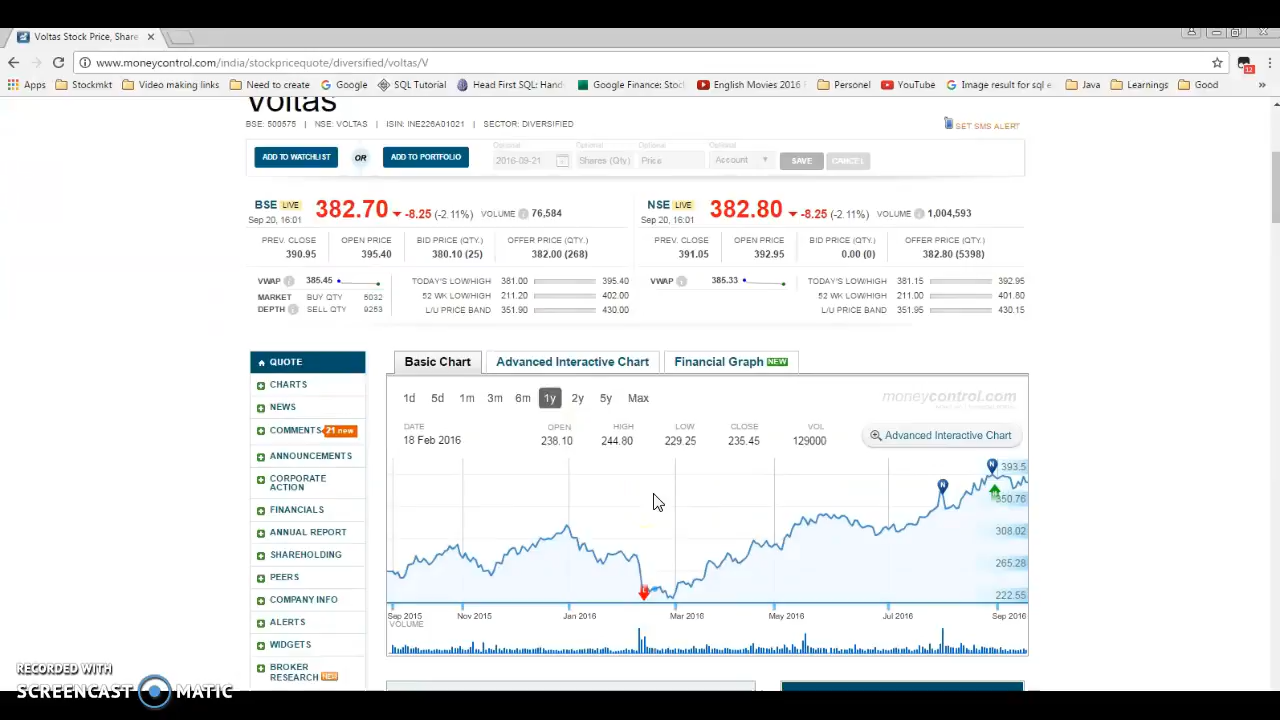 Voltas Stock Price, Share
www.moneycontrol.com/india/stockpricequote/diversified/voltas/V
12
Apps Stockmkt Video making links Need to create Google SQL Tutorial Head First SQL: Hand Google Finance: Stock English Movies 2016 Personel YouTube Image result for sql e Java Learnings Good »
Voltas
BSE: 500575 | NSE: VOLTAS | ISIN: INE226A01021 | SECTOR: DIVERSIFIED
SET SMS ALERT
ADD TO WATCHLIST OR ADD TO PORTFOLIO
Optional Optional Optional Optional
2016-09-21 Shares (Qty) Price Account SAVE CANCEL
BSE LIVE 382.70 -8.25 (-2.11%) VOLUME 76,584
Sep 20, 16:01
NSE LIVE 382.80 -8.25 (-2.11%) VOLUME 1,004,593
Sep 20, 16:01
PREV. CLOSE OPEN PRICE BID PRICE (QTY.) OFFER PRICE (QTY.)
390.95 395.40 380.10 (25) 382.00 (268)
PREV. CLOSE OPEN PRICE BID PRICE (QTY.) OFFER PRICE (QTY.)
391.05 392.95 0.00 (0) 382.80 (5398)
VWAP 385.45
MARKET DEPTH BUY QTY 5032
SELL QTY 9263
TODAY'S LOW/HIGH 381.00 395.40
52 WK LOW/HIGH 211.20 402.00
L/U PRICE BAND 351.90 430.00
VWAP 385.33
TODAY'S LOW/HIGH 381.15 392.95
52 WK LOW/HIGH 211.00 401.80
L/U PRICE BAND 351.95 430.15
QUOTE
CHARTS
NEWS
COMMENTS 21 new
ANNOUNCEMENTS
CORPORATE
ACTION
FINANCIALS
ANNUAL REPORT
SHAREHOLDING
PEERS
COMPANY INFO
ALERTS
WIDGETS
BROKER
RESEARCH NEW
Basic Chart Advanced Interactive Chart Financial Graph NEW
1d 5d 1m 3m 6m 1y 2y 5y Max
moneycontrol.com
DATE OPEN HIGH LOW CLOSE VOL
18 Feb 2016 238.10 244.80 229.25 235.45 129000
Advanced Interactive Chart
N
N
393.5
350.76
308.02
265.28
222.55
Sep 2015 Nov 2015 Jan 2016 Mar 2016 May 2016 Jul 2016 Sep 2016
VOLUME
RECORDED WITH
SCREENCAST MATIC